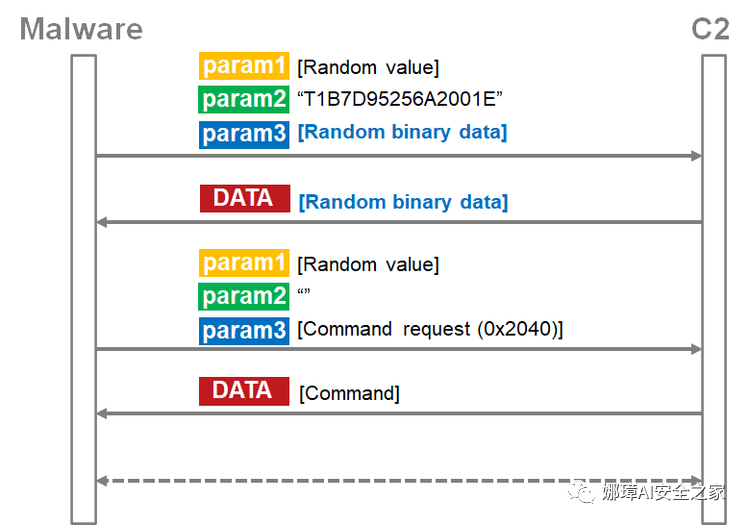 Malware C2
param1 [Random value]
param2 “T1B7D95256A2001E”
param3 [Random binary data]
DATA [Random binary data]
param1 [Random value]
param2 “”
param3 [Command request (0x2040)]
DATA [Command]
娜璋AI安全之家